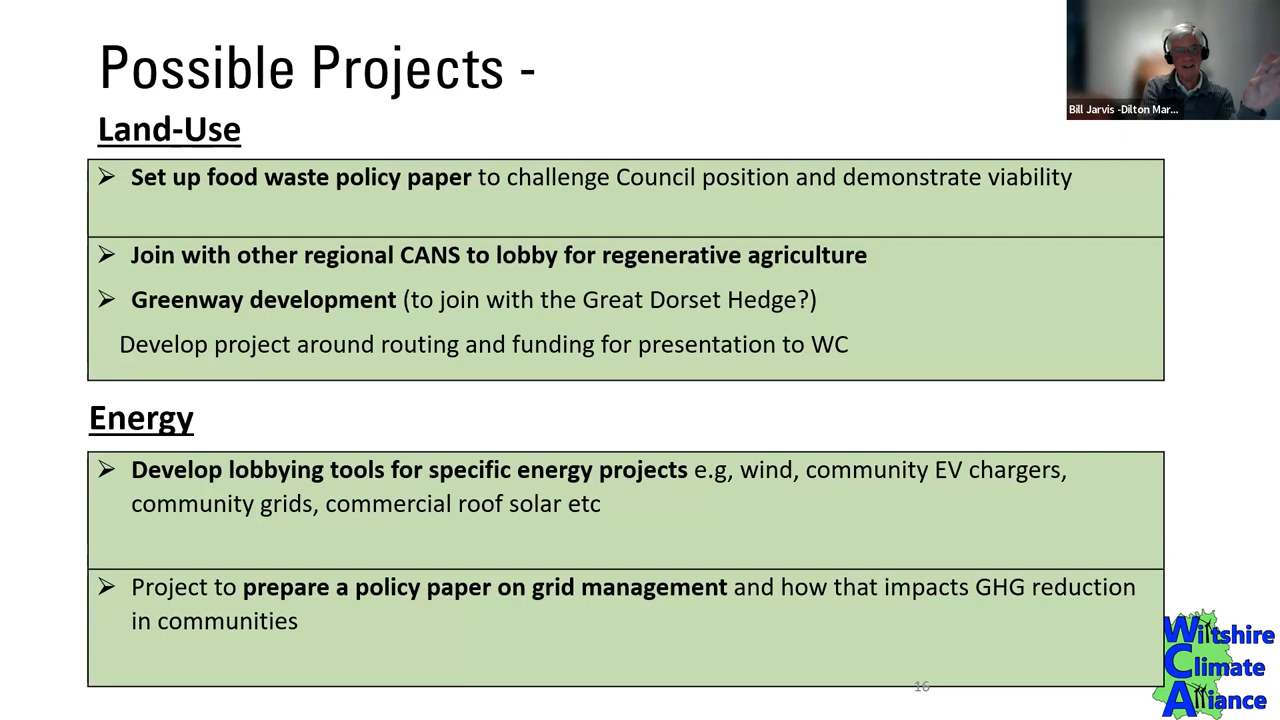 Possible Projects -
Bill Jarvis -Dilton Mar...
Land-Use
➢ Set up food waste policy paper to challenge Council position and demonstrate viability
➢ Join with other regional CANS to lobby for regenerative agriculture
➢ Greenway development (to join with the Great Dorset Hedge?)
Develop project around routing and funding for presentation to WC
Energy
➢ Develop lobbying tools for specific energy projects e.g, wind, community EV chargers,
community grids, commercial roof solar etc
➢ Project to prepare a policy paper on grid management and how that impacts GHG reduction
in communities
16
Wiltshire
Climate
Alliance